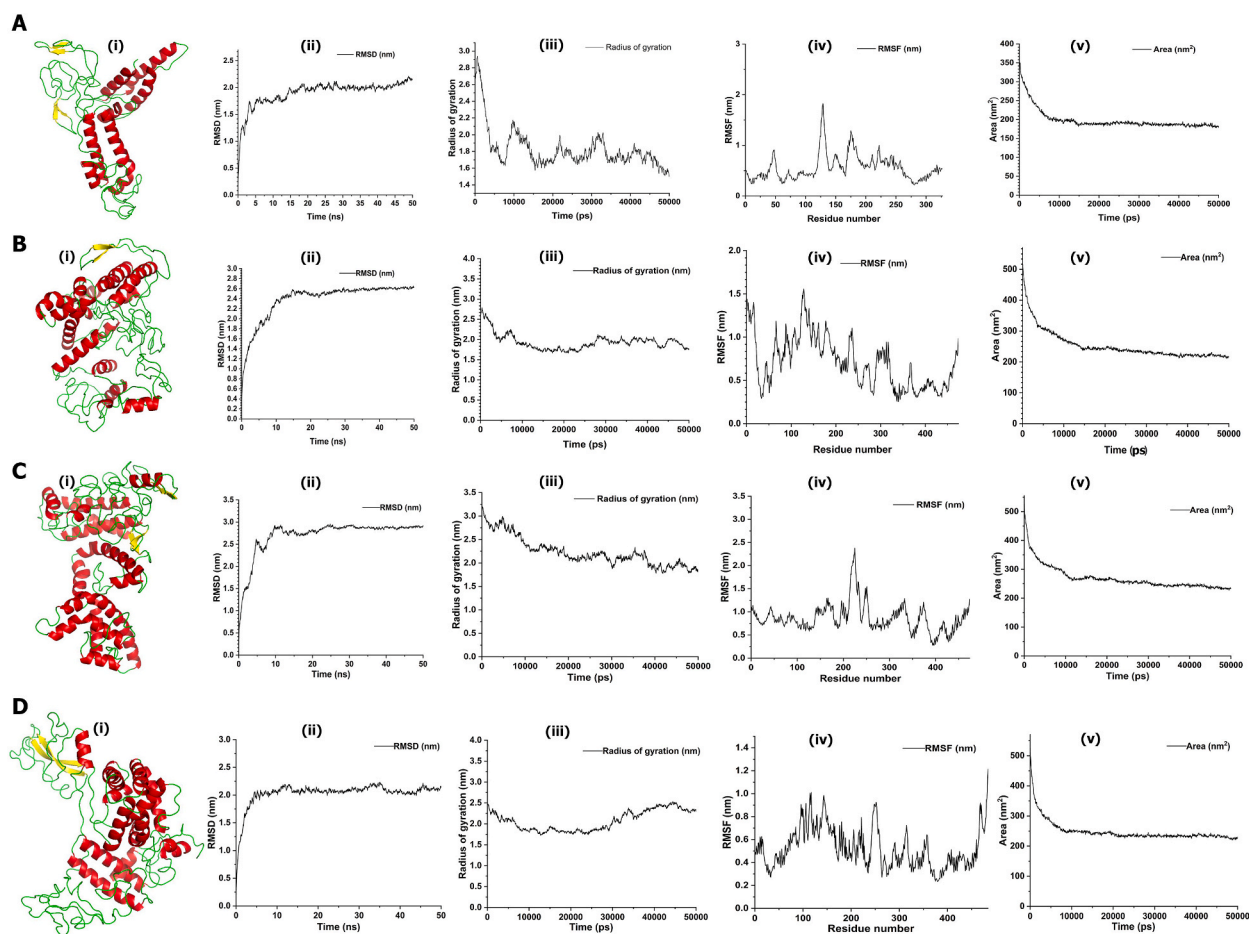 A
(i)
(ii)
RMSD (nm)
2.5
2.0
1.5
1.0
0.5
0.0
RMSD (nm)
0 5 10 15 20 25 30 35 40 45 50
Time (ns)
(iii)
Radius of gyration
3.0
2.8
2.6
2.4
2.2
2.0
1.8
1.6
1.4
Radius of gyration
0 10000 20000 30000 40000 50000
Time (ps)
(iv)
RMSF (nm)
3
2
1
0
RMSF (nm)
0 50 100 150 200 250 300
Residue number
(v)
Area (nm²)
400
350
300
250
200
150
100
50
0
Area (nm²)
0 10000 20000 30000 40000 50000
Time (ps)
B
(i)
(ii)
RMSD (nm)
3.0
2.8
2.6
2.4
2.2
2.0
1.8
1.6
1.4
1.2
1.0
0.8
0.6
0.4
0.2
0.0
RMSD (nm)
0 10 20 30 40 50
Time (ns)
(iii)
Radius of gyration (nm)
4.0
3.5
3.0
2.5
2.0
1.5
1.0
0.5
0.0
Radius of gyration (nm)
0 10000 20000 30000 40000 50000
Time (ps)
(iv)
RMSF (nm)
2.0
1.5
1.0
0.5
0.0
RMSF (nm)
0 100 200 300 400
Residue number
(v)
Area (nm²)
500
400
300
200
100
0
Area (nm²)
0 10000 20000 30000 40000 50000
Time (ps)
C
(i)
(ii)
RMSD (nm)
3.5
3.0
2.5
2.0
1.5
1.0
0.5
0.0
RMSD (nm)
0 10 20 30 40 50
Time (ns)
(iii)
Radius of gyration (nm)
3.5
3.0
2.5
2.0
1.5
1.0
0.5
0.0
Radius of gyration (nm)
0 10000 20000 30000 40000 50000
Time (ps)
(iv)
RMSF (nm)
3.0
2.5
2.0
1.5
1.0
0.5
0.0
RMSF (nm)
0 100 200 300 400
Residue number
(v)
Area (nm²)
500
400
300
200
100
0
Area (nm²)
0 10000 20000 30000 40000 50000
Time (ps)
D
(i)
(ii)
RMSD (nm)
3.0
2.5
2.0
1.5
1.0
0.5
0.0
RMSD (nm)
0 10 20 30 40 50
Time (ns)
(iii)
Radius of gyration (nm)
4.0
3.5
3.0
2.5
2.0
1.5
1.0
0.5
0.0
Radius of gyration (nm)
0 10000 20000 30000 40000 50000
Time (ps)
(iv)
RMSF (nm)
1.4
1.2
1.0
0.8
0.6
0.4
0.2
0.0
RMSF (nm)
0 100 200 300 400
Residue number
(v)
Area (nm²)
500
400
300
200
100
0
Area (nm²)
0 10000 20000 30000 40000 50000
Time (ps)